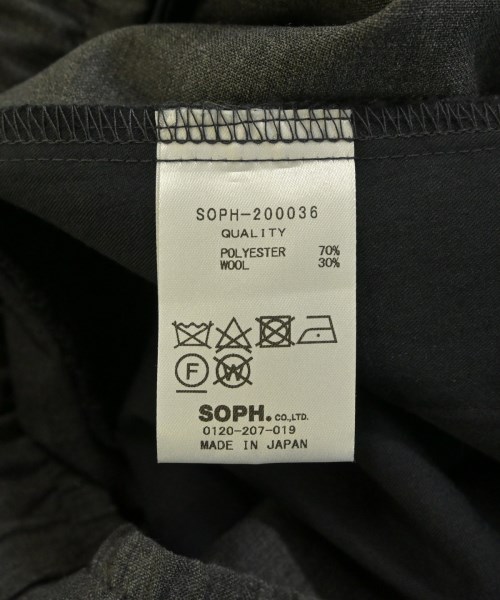 SOPH-200036
QUALITY
POLYESTER 70%
WOOL 30%
F W
SOPH. CO.,LTD.
0120-207-019
MADE IN JAPAN